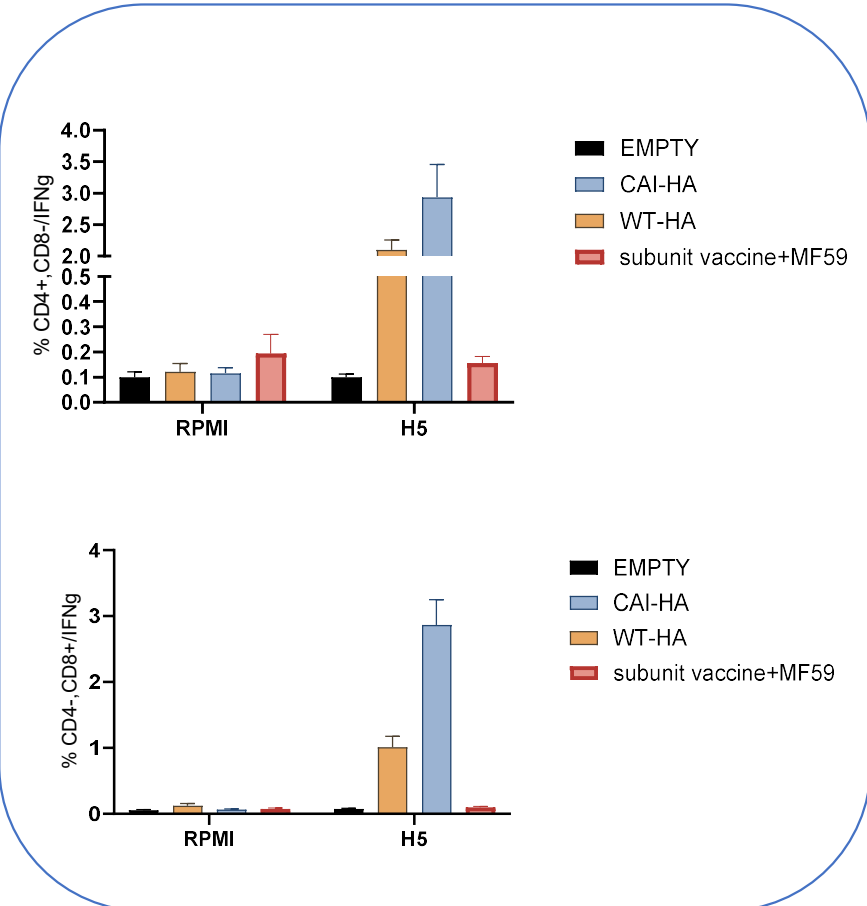 % CD4+,CD8-/IFNg
4.0
3.5
3.0
2.5
2.0
0.5
0.4
0.3
0.2
0.1
0.0
RPMI
H5
EMPTY
CAI-HA
WT-HA
subunit vaccine+MF59
% CD4-,CD8+/IFNg
4
3
2
1
0
RPMI
H5
EMPTY
CAI-HA
WT-HA
subunit vaccine+MF59